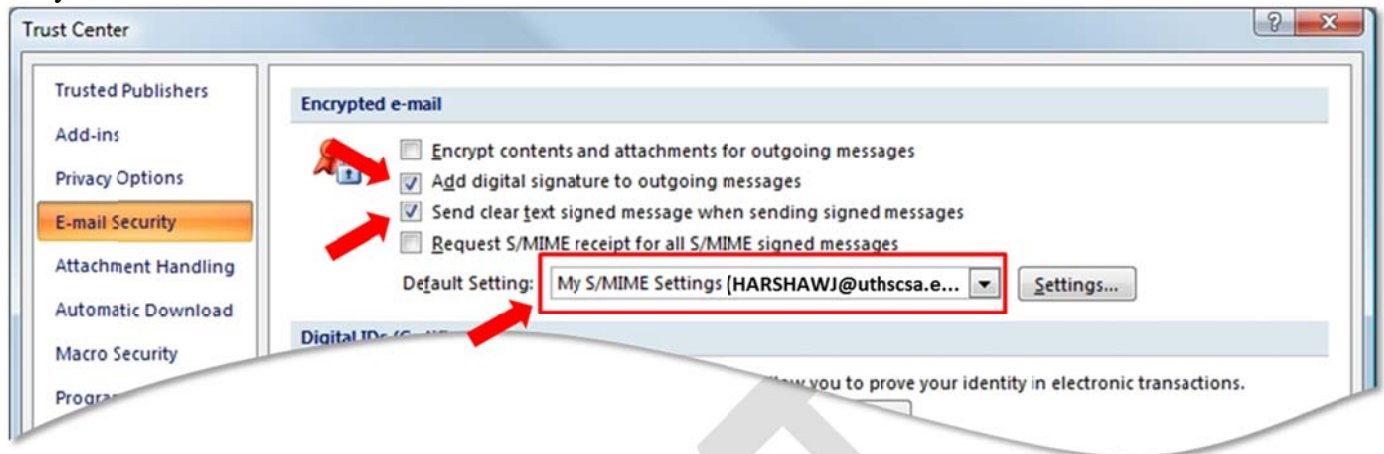 Trust Center
Trusted Publishers
Add-ins
Privacy Options
E-mail Security
Attachment Handling
Automatic Download
Macro Security
Encrypted e-mail
Encrypt contents and attachments for outgoing messages
Add digital signature to outgoing messages
Send clear text signed message when sending signed messages
Request S/MIME receipt for all S/MIME signed messages
Default Setting: My S/MIME Settings (HARSHAWJ@uthscsa.e... Settings...
Digital IDs
you to prove your identity in electronic transactions.